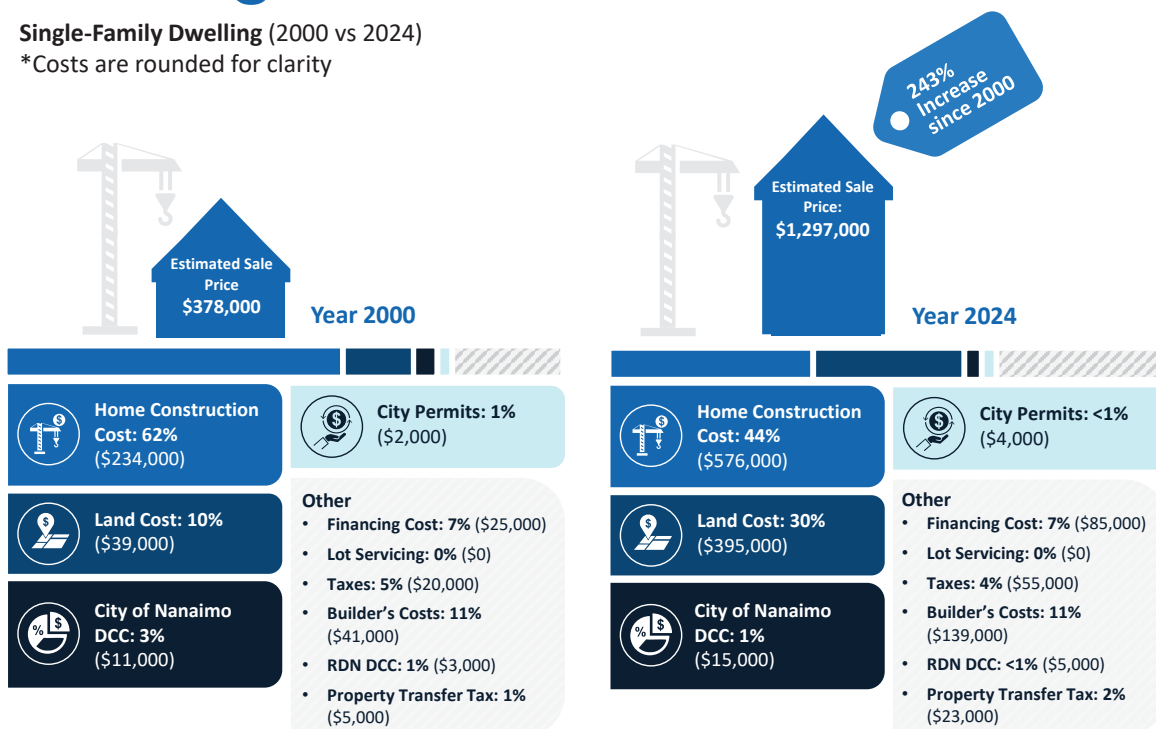 Single-Family Dwelling (2000 vs 2024)
*Costs are rounded for clarity
Estimated Sale
Price
$378,000
Year 2000
Home Construction
Cost: 62%
($234,000)
Land Cost: 10%
($39,000)
City of Nanaimo
DCC: 3%
($11,000)
City Permits: 1%
($2,000)
Other
• Financing Cost: 7% ($25,000)
• Lot Servicing: 0% ($0)
• Taxes: 5% ($20,000)
• Builder's Costs: 11%
($41,000)
• RDN DCC: 1% ($3,000)
• Property Transfer Tax: 1%
($5,000)
243%
Increase
since 2000
Estimated Sale
Price:
$1,297,000
Year 2024
Home Construction
Cost: 44%
($576,000)
Land Cost: 30%
($395,000)
City of Nanaimo
DCC: 1%
($15,000)
City Permits: <1%
($4,000)
Other
• Financing Cost: 7% ($85,000)
• Lot Servicing: 0% ($0)
• Taxes: 4% ($55,000)
• Builder's Costs: 11%
($139,000)
• RDN DCC: <1% ($5,000)
• Property Transfer Tax: 2%
($23,000)